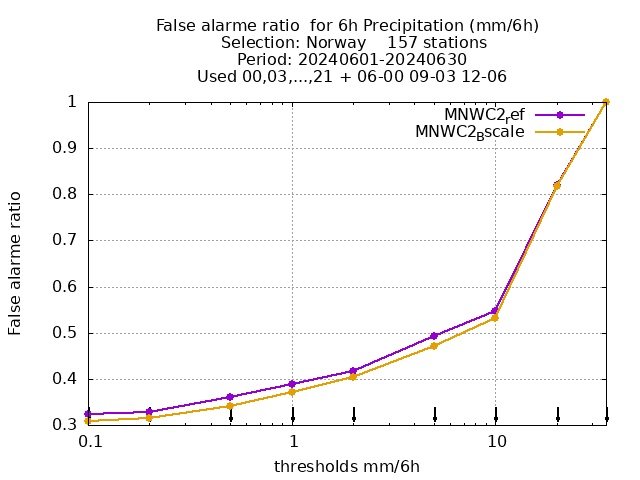 False alarme ratio  for 6h Precipitation (mm/6h)
Selection: Norway    157 stations
Period: 20240601-20240630
Used 00,03,...,21 + 06-00 09-03 12-06
MNWC2ref
MNWC2Bscale
1
0.9
0.8
0.7
0.6
0.5
0.4
0.3
False alarme ratio
0.1
1
10
thresholds mm/6h